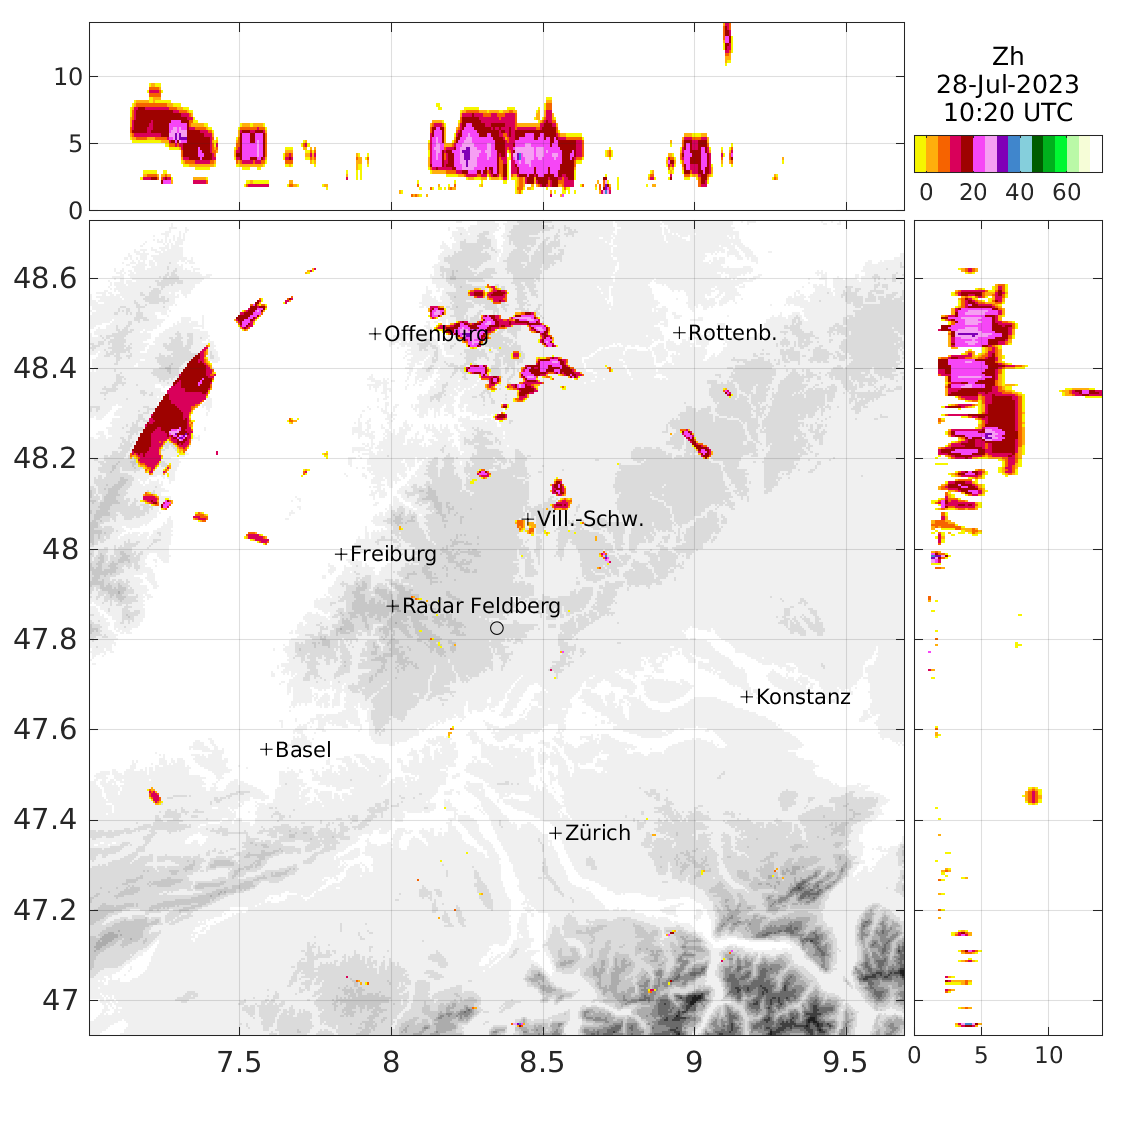 Zh
28-Jul-2023
10:20 UTC
0 20 40 60
10
5
0
48.6
Offenburg
Rottenb.
48.4
48.2
Vill.-Schw.
48
Freiburg
Radar Feldberg
47.8
Konstanz
47.6
Basel
47.4
Zürich
47.2
47
7.5 8 8.5 9 9.5
0 5 10